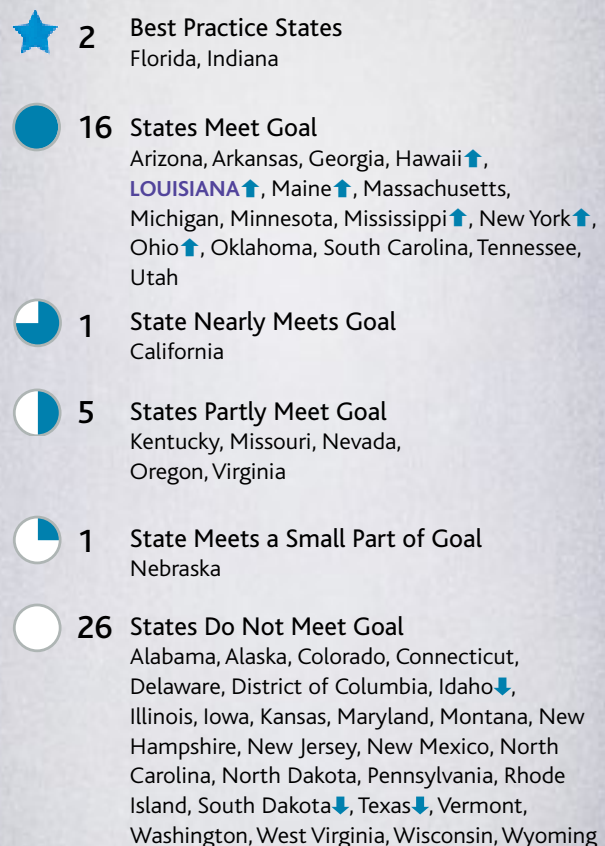 2 Best Practice States
Florida, Indiana
16 States Meet Goal
Arizona, Arkansas, Georgia, Hawaii⬆,
LOUISIANA⬆, Maine⬆, Massachusetts,
Michigan, Minnesota, Mississippi⬆, New York⬆,
Ohio⬆, Oklahoma, South Carolina, Tennessee,
Utah
1 State Nearly Meets Goal
California
5 States Partly Meet Goal
Kentucky, Missouri, Nevada,
Oregon, Virginia
1 State Meets a Small Part of Goal
Nebraska
26 States Do Not Meet Goal
Alabama, Alaska, Colorado, Connecticut,
Delaware, District of Columbia, Idaho⬇,
Illinois, Iowa, Kansas, Maryland, Montana, New
Hampshire, New Jersey, New Mexico, North
Carolina, North Dakota, Pennsylvania, Rhode
Island, South Dakota⬇, Texas⬇, Vermont,
Washington, West Virginia, Wisconsin, Wyoming